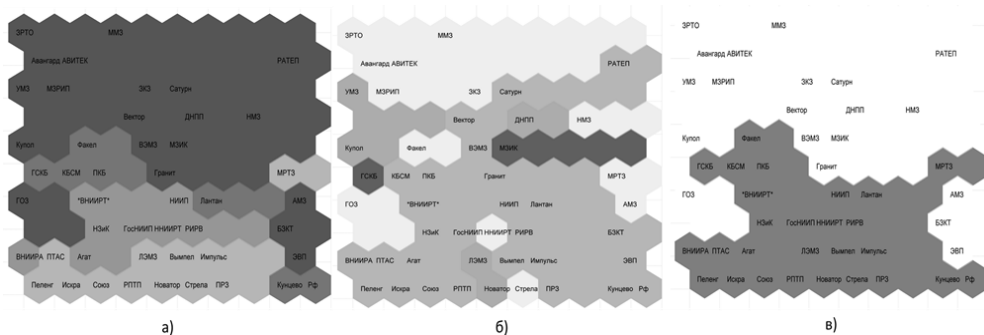 ЗРТО ММЗ
Авангард АВИТЕК РАТЕП
УМЗ МЗРИП ЗКЗ Сатурн
Вектор ДНПП НМЗ
Купол Факел ВЭМЗ МЗИК
ГСКБ КБСМ ПКБ Гранит МРТЗ
ГОЗ *ВНИИРТ* НИИП Лантан АМЗ
НЗиК ГосНИИП ННИИРТ РИРВ БЗКТ
ВНИИРА ПТАС Агат ЛЭМЗ Вымпел Импульс ЭВП
Пеленг Искра Союз РПТП Новатор Стрела ПРЗ Кунцево Рф
а)
ЗРТО ММЗ
Авангард АВИТЕК РАТЕП
УМЗ МЗРИП ЗКЗ Сатурн
Вектор ДНПП НМЗ
Купол Факел ВЭМЗ МЗИК
ГСКБ КБСМ ПКБ Гранит МРТЗ
ГОЗ *ВНИИРТ* НИИП Лантан АМЗ
НЗиК ГосНИИП ННИИРТ РИРВ БЗКТ
ВНИИРА ПТАС Агат ЛЭМЗ Вымпел Импульс ЭВП
Пеленг Искра Союз РПТП Новатор Стрела ПРЗ Кунцево Рф
б)
ЗРТО ММЗ
Авангард АВИТЕК РАТЕП
УМЗ МЗРИП ЗКЗ Сатурн
Вектор ДНПП НМЗ
Купол Факел ВЭМЗ МЗИК
ГСКБ КБСМ ПКБ Гранит МРТЗ
ГОЗ *ВНИИРТ* НИИП Лантан АМЗ
НЗиК ГосНИИП ННИИРТ РИРВ БЗКТ
ВНИИРА ПТАС Агат ЛЭМЗ Вымпел Импульс ЭВП
Пеленг Искра Союз РПТП Новатор Стрела ПРЗ Кунцево Рф
в)